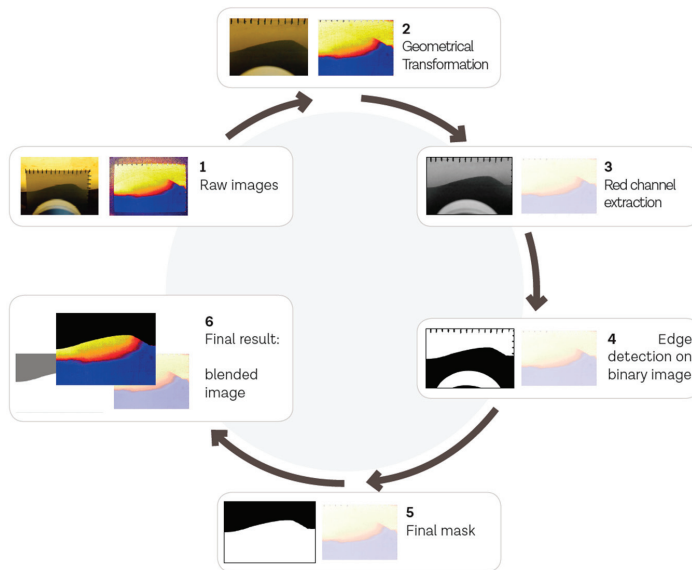 1
Raw images
2
Geometrical
Transformation
3
Red channel
extraction
4 Edge
detection on
binary image
5
Final mask
6
Final result:
blended
image